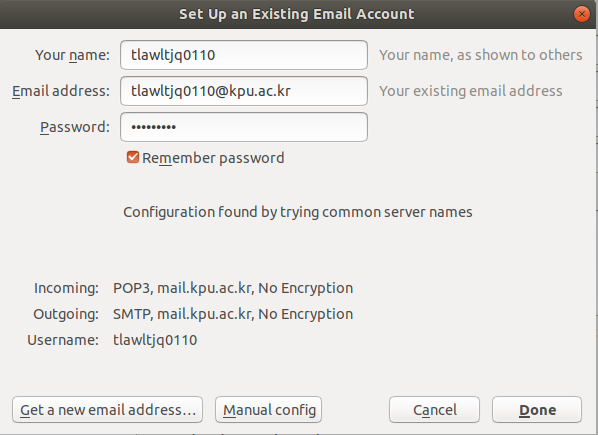 Set Up an Existing Email Account
Your name: tlawltjq0110 Your name, as shown to others
Email address: tlawltjq0110@kpu.ac.kr Your existing email address
Password: •••••••••
Remember password
Configuration found by trying common server names
Incoming: POP3, mail.kpu.ac.kr, No Encryption
Outgoing: SMTP, mail.kpu.ac.kr, No Encryption
Username: tlawltjq0110
Get a new email address... Manual config Cancel Done